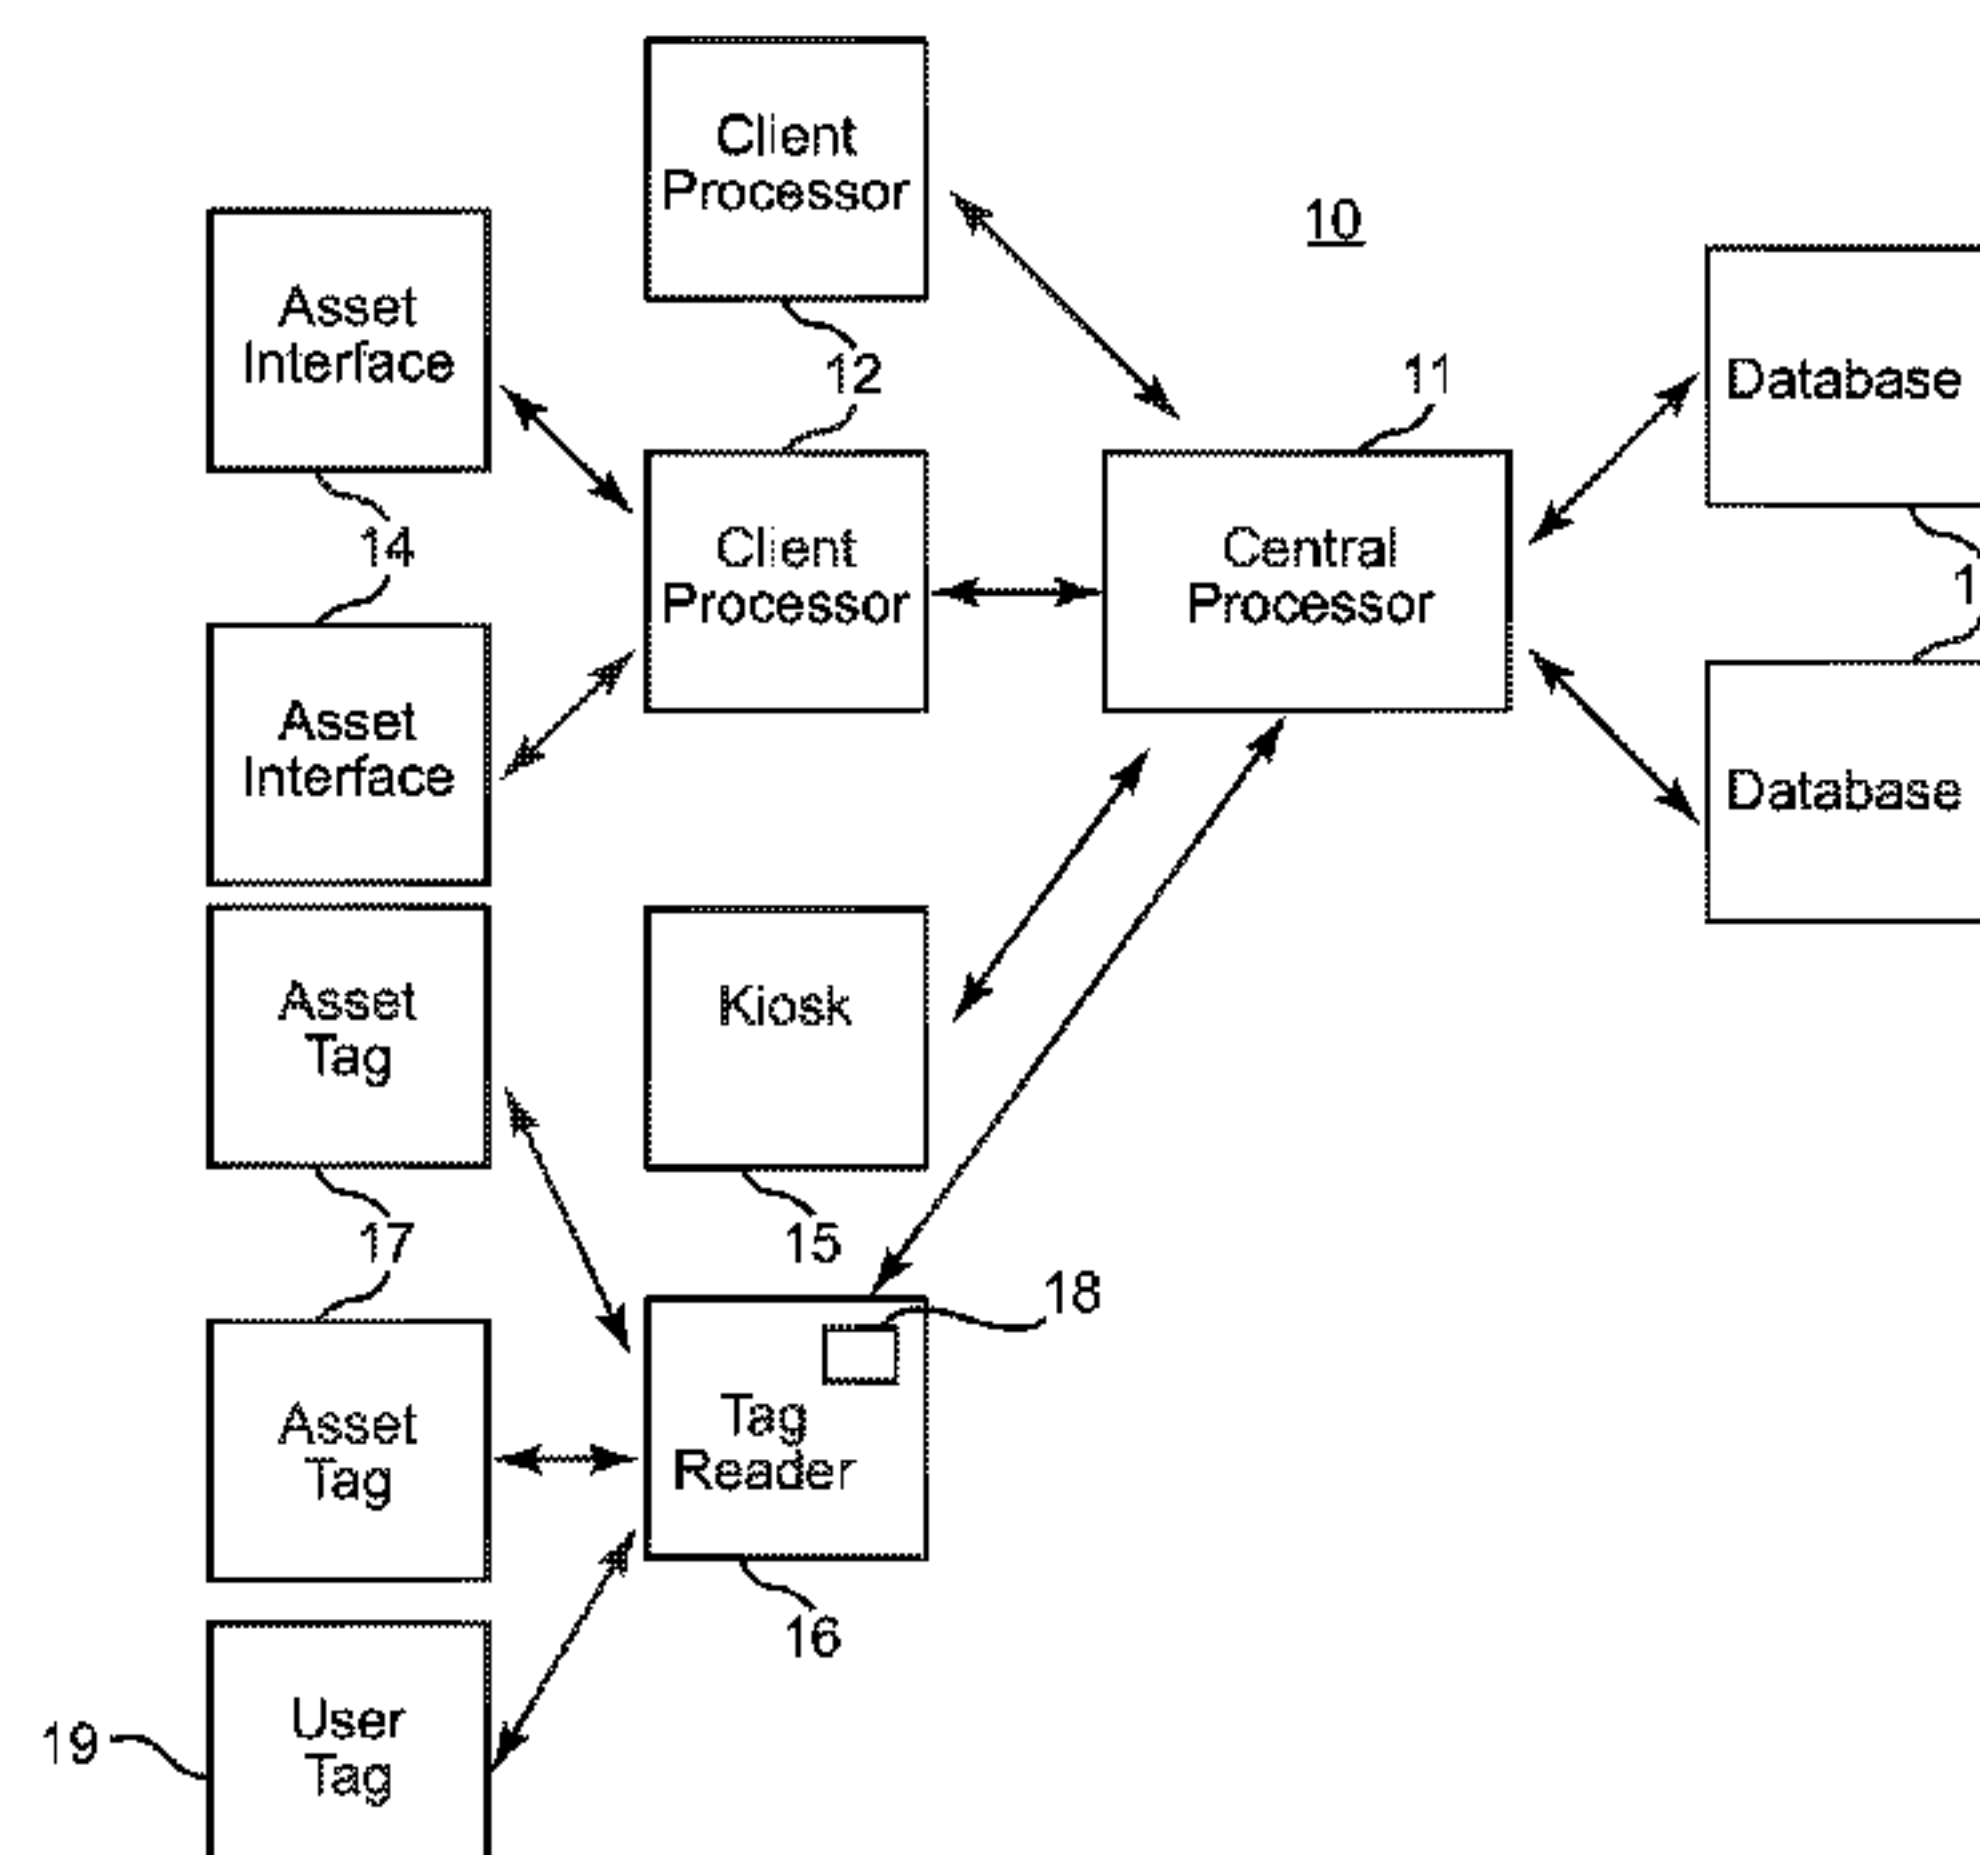 Client
Processor
10
Asset
Interface
12
11
Database
14
Client
Processor
Central
Processor
1
Asset
Interface
Database
Asset
Tag
Kiosk
17
15
18
Asset
Tag
Tag
Reader
16
User
Tag
19